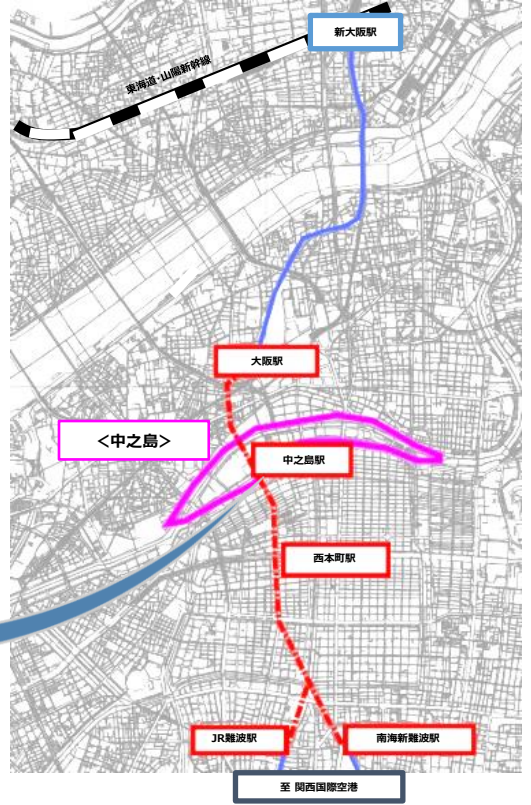 新大阪駅
東海道・山陽新幹線
大阪駅
＜中之島＞
中之島駅
西本町駅
JR難波駅
南海新難波駅
至 関西国際空港